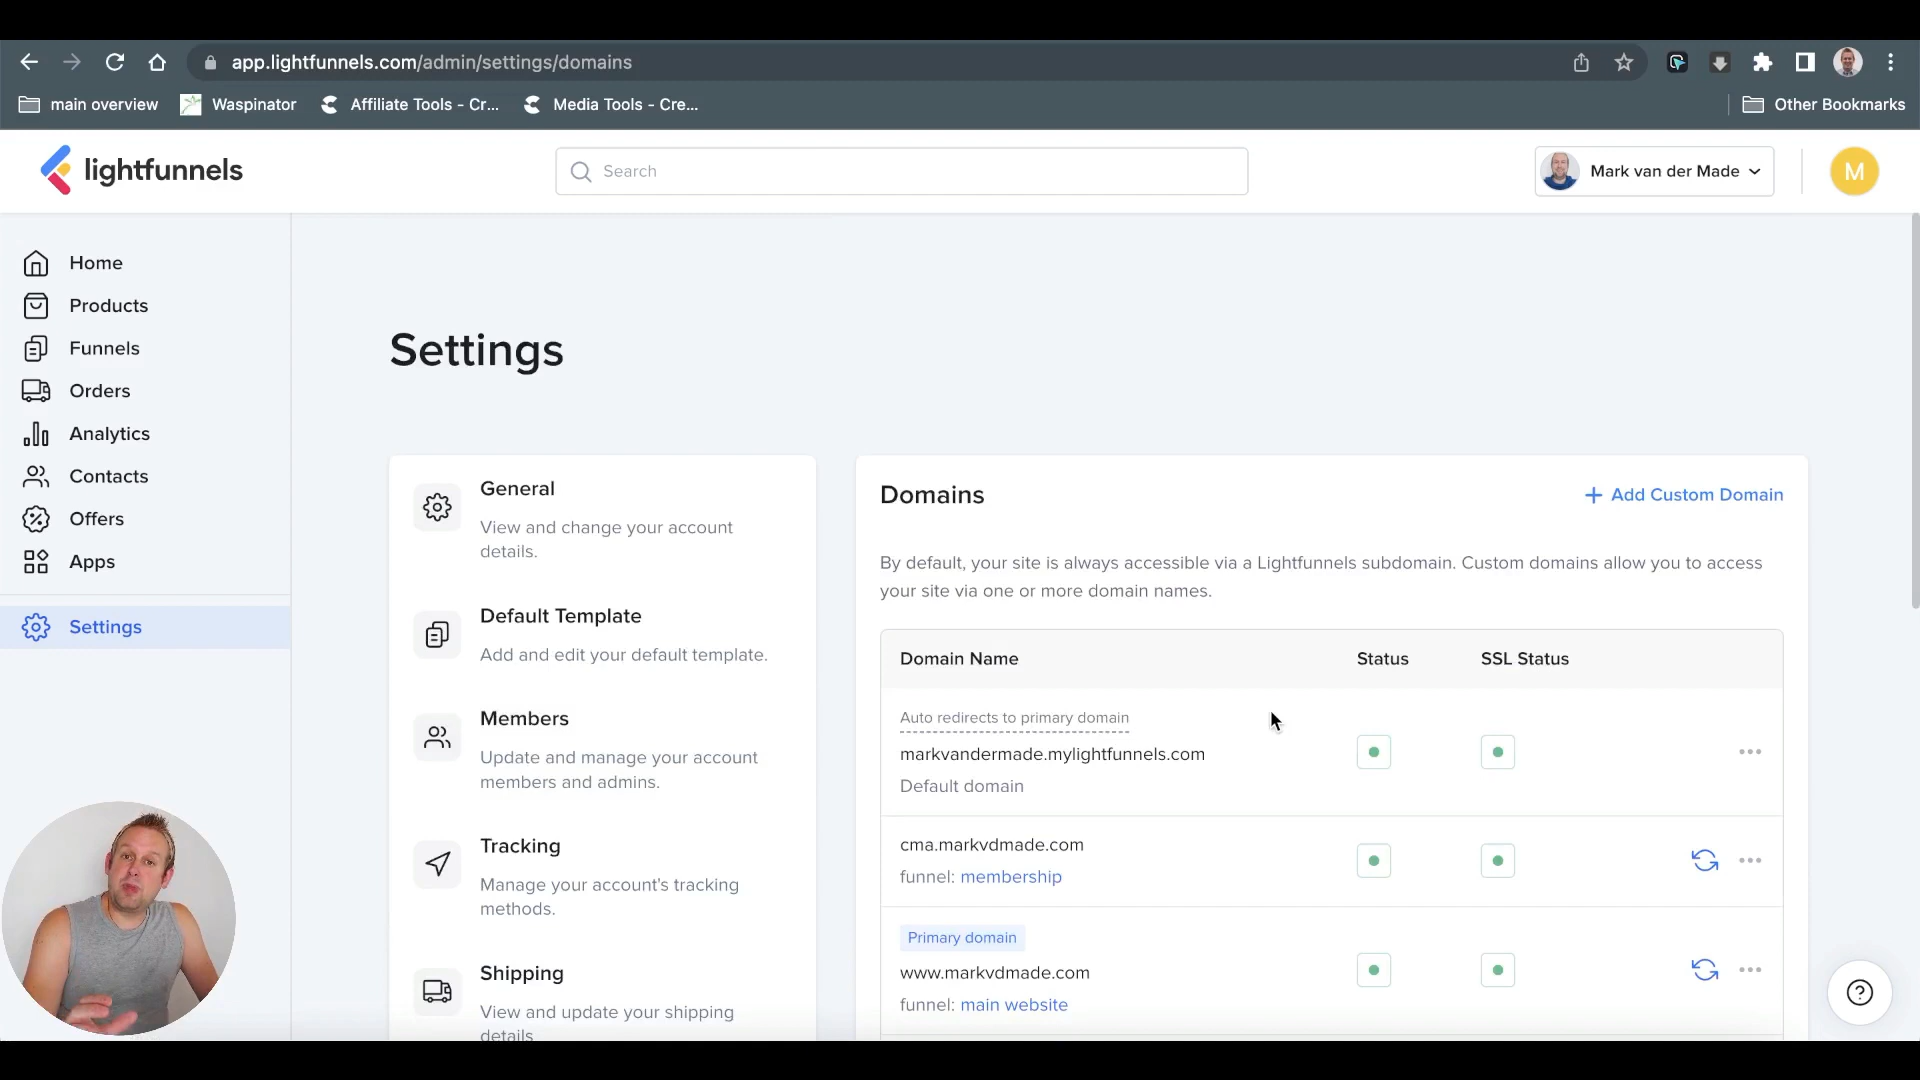 app.lightfunnels.com/admin/settings/domains
main overview
Waspinator
Affiliate Tools - Cr...
Media Tools - Cre...
Other Bookmarks
lightfunnels
Search
Mark van der Made
M
Home
Products
Funnels
Orders
Analytics
Contacts
Offers
Apps
Settings
Settings
General
View and change your account
details.
Default Template
Add and edit your default template.
Members
Update and manage your account
members and admins.
Tracking
Manage your account's tracking
methods.
Shipping
View and update your shipping
details
Domains
+ Add Custom Domain
By default, your site is always accessible via a Lightfunnels subdomain. Custom domains allow you to access
your site via one or more domain names.
Domain Name
Status
SSL Status
Auto redirects to primary domain
markvandermade.mylightfunnels.com
Default domain
cma.markvdmade.com
funnel: membership
Primary domain
www.markvdmade.com
funnel: main website